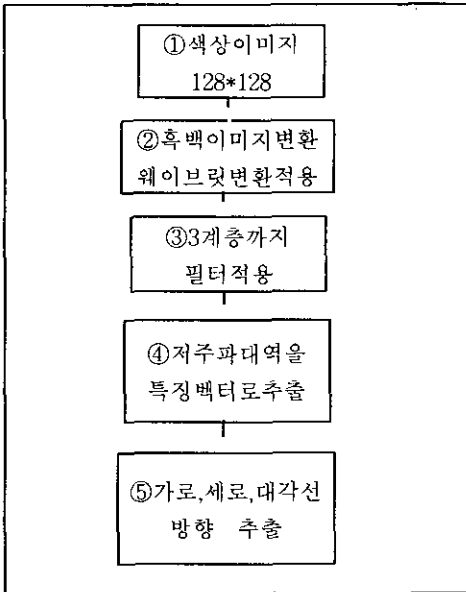 ①색상이미지
128*128
②흑백이미지변환
웨이브릿변환적용
③3계층까지
필터적용
④저주파대역을
특징벡터로추출
⑤가로,세로,대각선
방향 추출